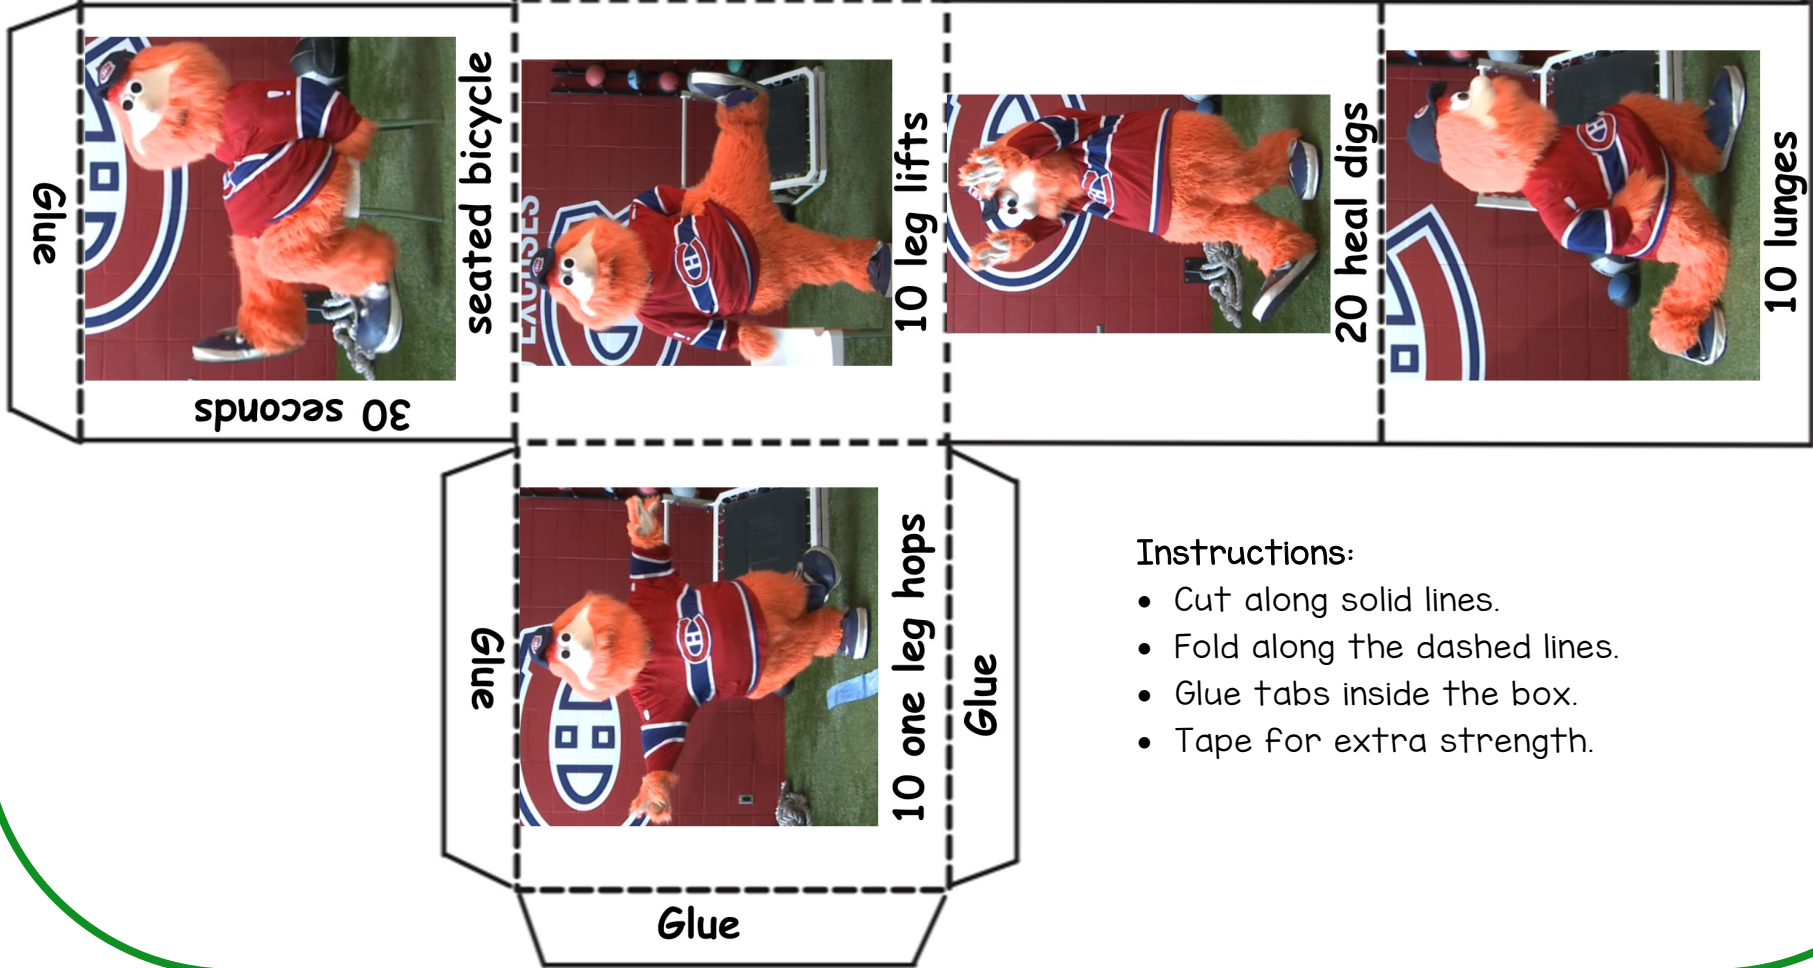 Glue
seated bicycle
30 seconds
10 leg lifts
20 heal digs
10 lunges
Glue
10 one leg hops
Glue
Glue
Instructions:
• Cut along solid lines.
• Fold along the dashed lines.
• Glue tabs inside the box.
• Tape for extra strength.